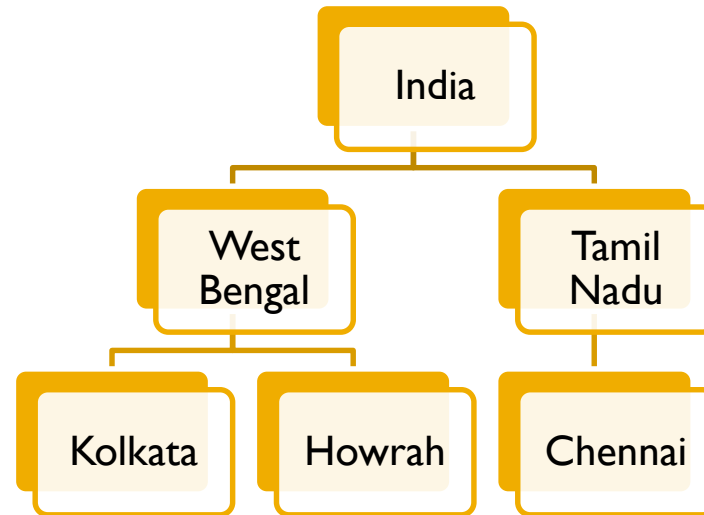 India
West
Bengal
Tamil
Nadu
Kolkata
Howrah
Chennai